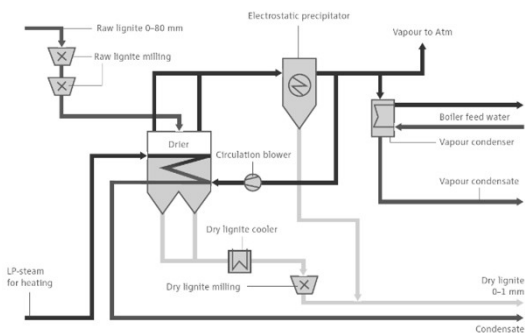 Electrostatic precipitator
Raw lignite 0–80 mm
Vapour to Atm
Raw lignite milling
Boiler feed water
Drier
Vapour condenser
Circulation blower
Vapour condensate
Dry lignite cooler
LP-steam
for heating
Dry lignite milling
Dry lignite
0–1 mm
Condensate